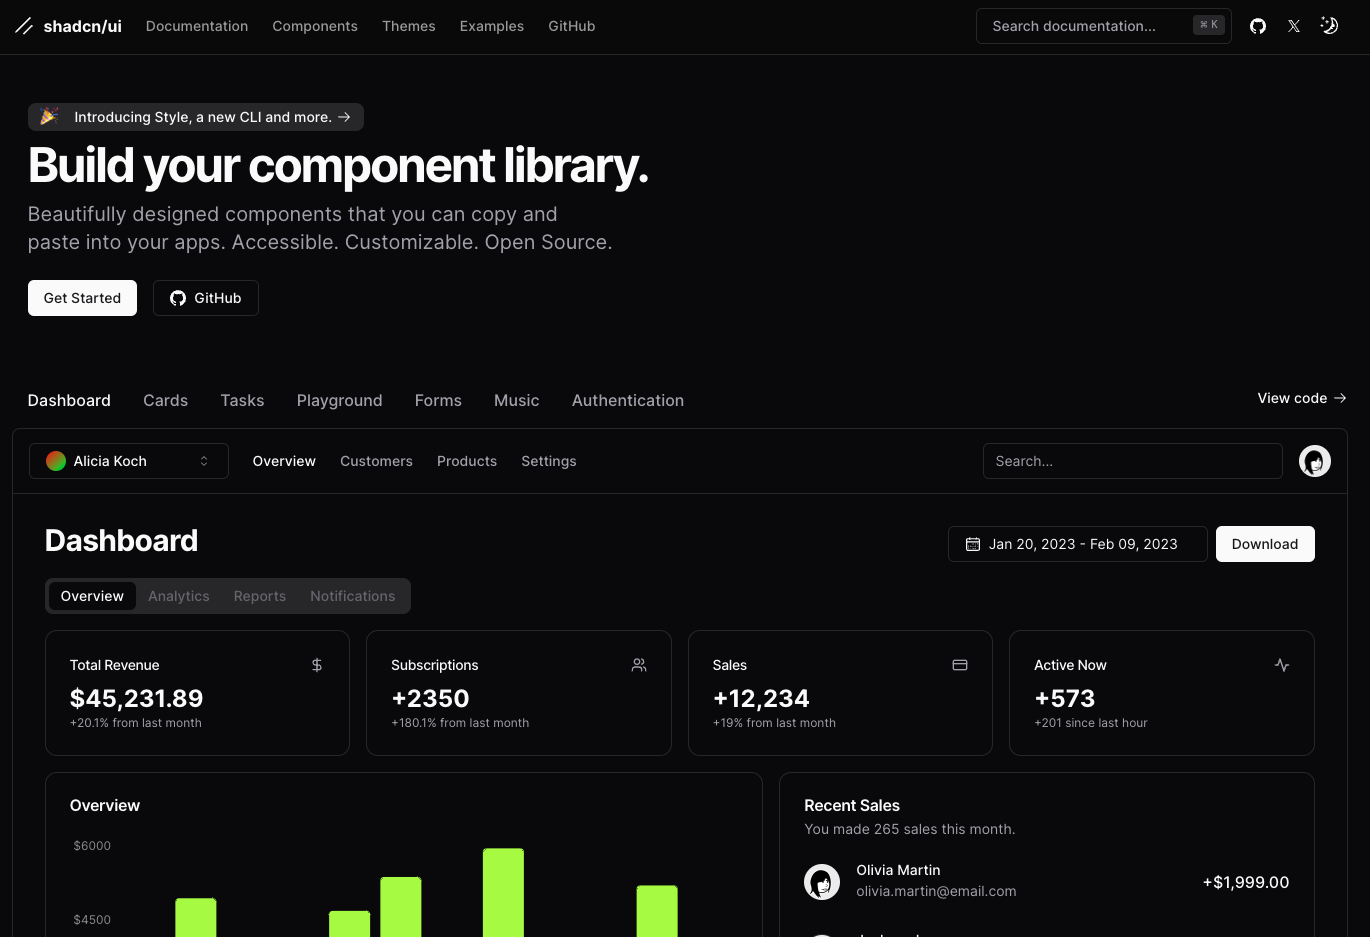 shadcn/ui Documentation Components Themes Examples GitHub Search documentation... ⌘ K
Introducing Style, a new CLI and more.
Build your component library.
Beautifully designed components that you can copy and
paste into your apps. Accessible. Customizable. Open Source.
Get Started GitHub
Dashboard Cards Tasks Playground Forms Music Authentication View code
Alicia Koch Overview Customers Products Settings Search...
Dashboard
Jan 20, 2023 - Feb 09, 2023 Download
Overview Analytics Reports Notifications
Total Revenue
$45,231.89
+20.1% from last month
Subscriptions
+2350
+180.1% from last month
Sales
+12,234
+19% from last month
Active Now
+573
+201 since last hour
Overview
$6000
$4500
Recent Sales
You made 265 sales this month.
Olivia Martin
olivia.martin@email.com
+$1,999.00